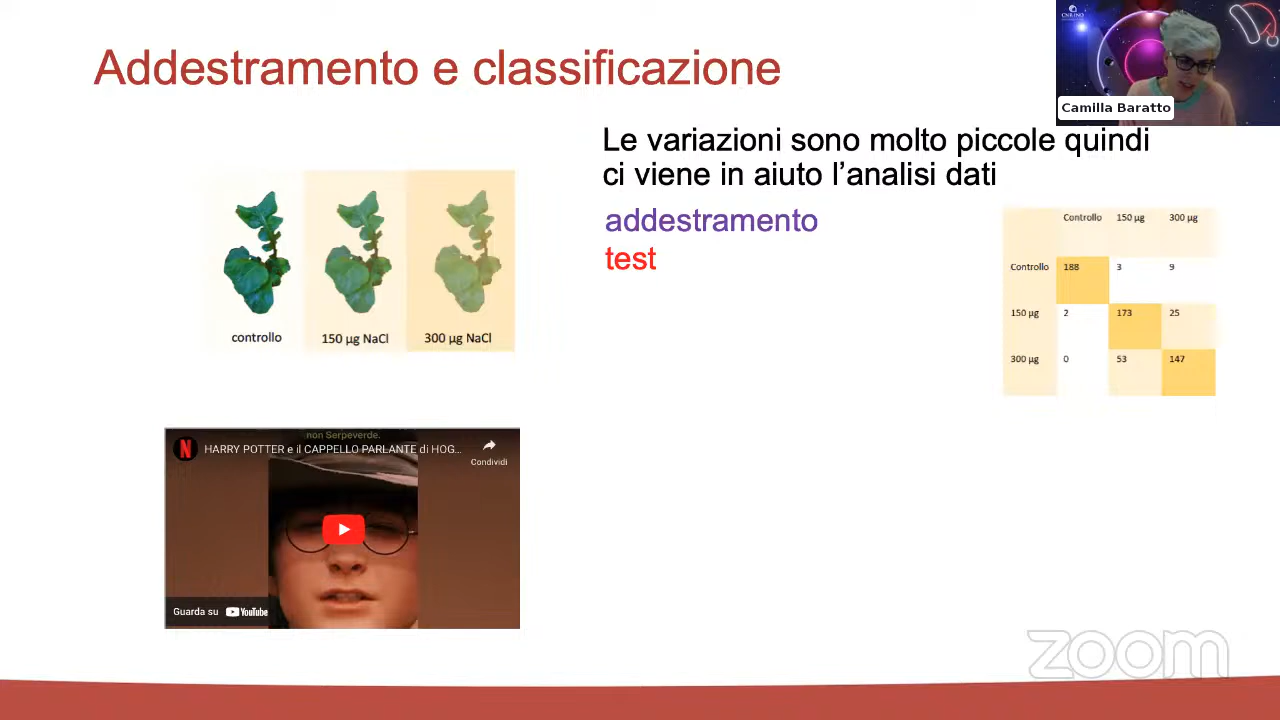 Addestramento e classificazione
CNR.INO
Camilla Baratto
Le variazioni sono molto piccole quindi
ci viene in aiuto l’analisi dati
addestramento
test
controllo
150 µg NaCl
300 µg NaCl
Controllo 150 µg 300 µg
Controllo 188 3 9
150 µg 2 173 25
300 µg 0 53 147
non Serpeverde.
N
HARRY POTTER e il CAPPELLO PARLANTE di HOG...
Condividi
Guarda su YouTube
zoom